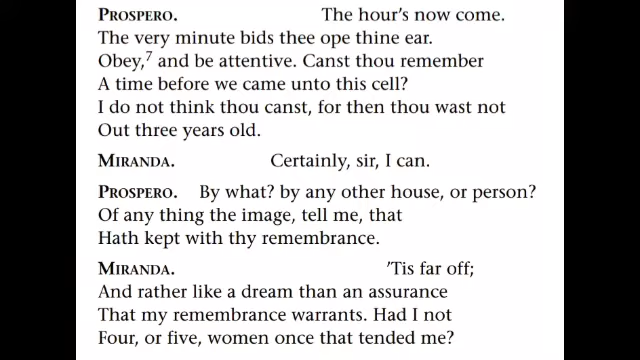 PROSPERO. The hour's now come.
The very minute bids thee ope thine ear.
Obey,7 and be attentive. Canst thou remember
A time before we came unto this cell?
I do not think thou canst, for then thou wast not
Out three years old.
MIRANDA. Certainly, sir, I can.
PROSPERO. By what? by any other house, or person?
Of any thing the image, tell me, that
Hath kept with thy remembrance.
MIRANDA. 'Tis far off;
And rather like a dream than an assurance
That my remembrance warrants. Had I not
Four, or five, women once that tended me?